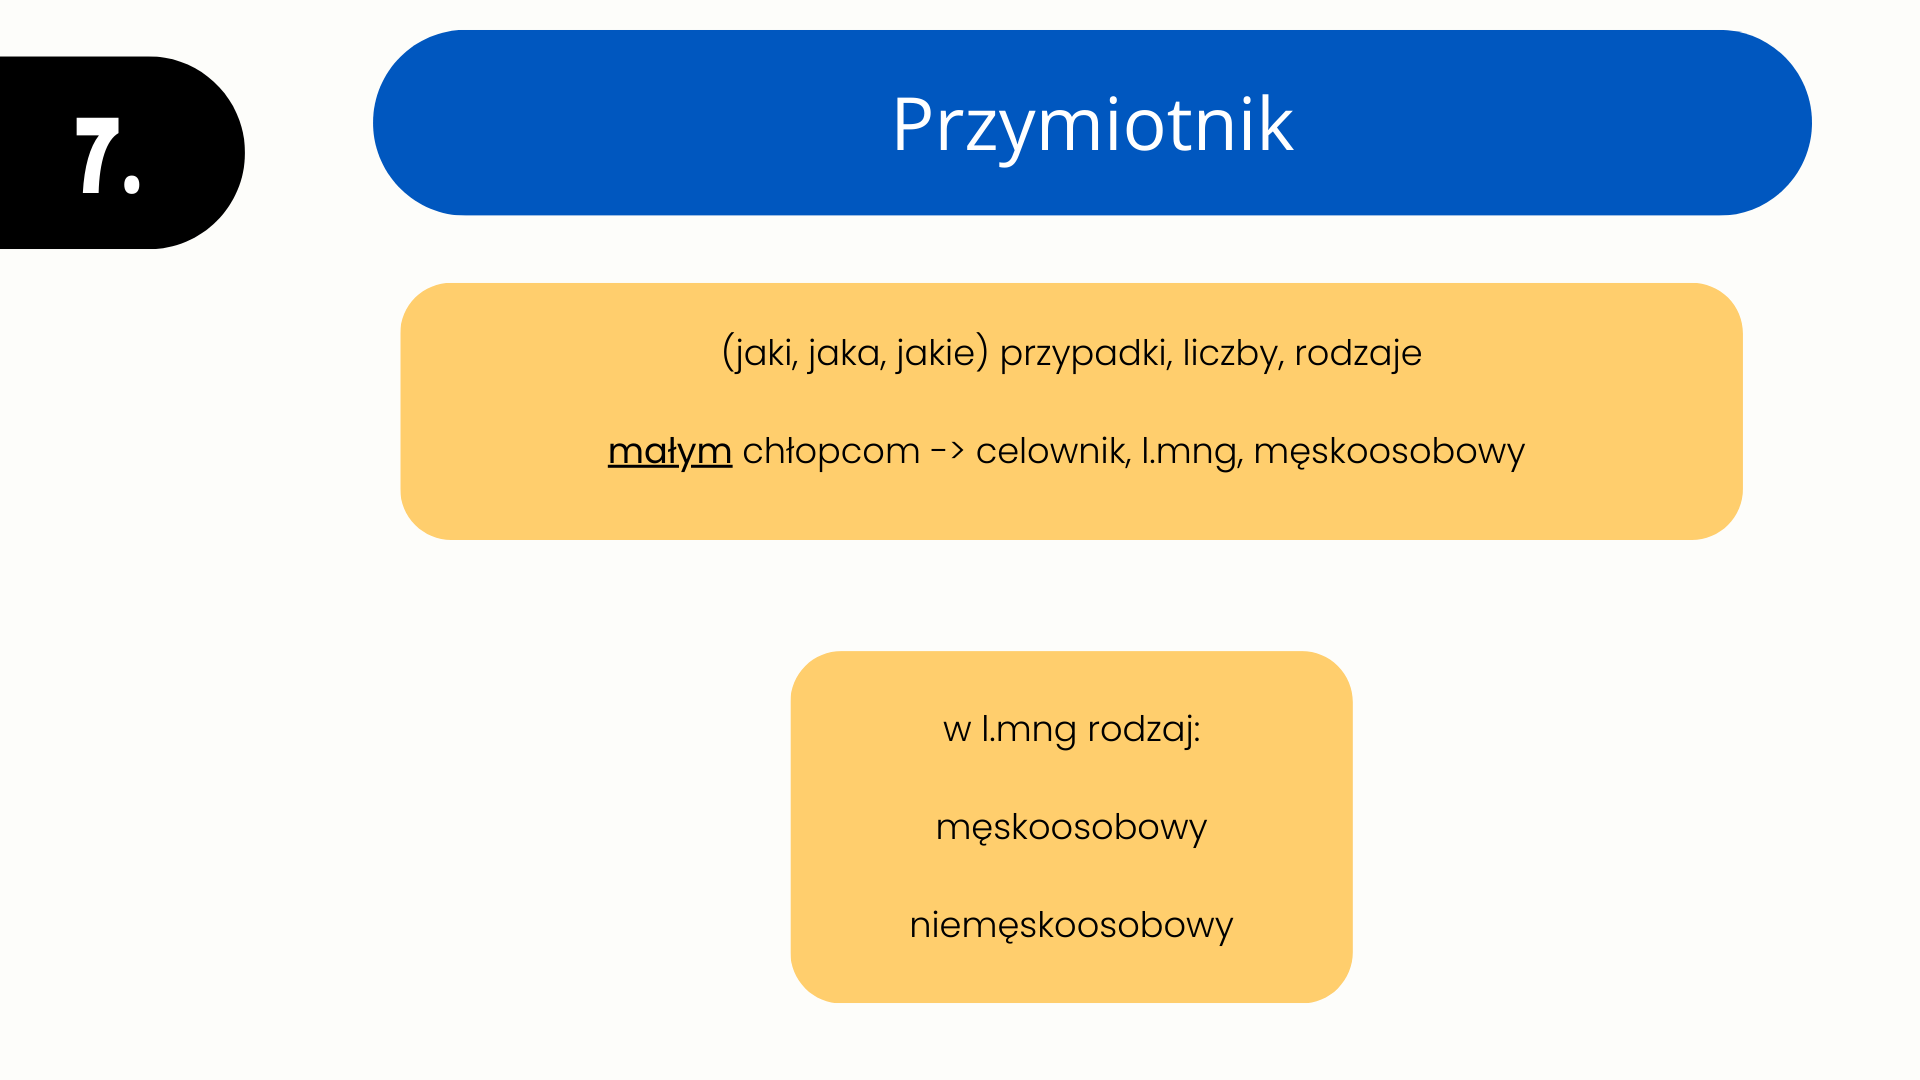 7.
Przymiotnik
(jaki, jaka, jakie) przypadki, liczby, rodzaje
małym chłopcom -> celownik, l.mng, męskoosobowy
w l.mng rodzaj:
męskoosobowy
niemęskoosobowy